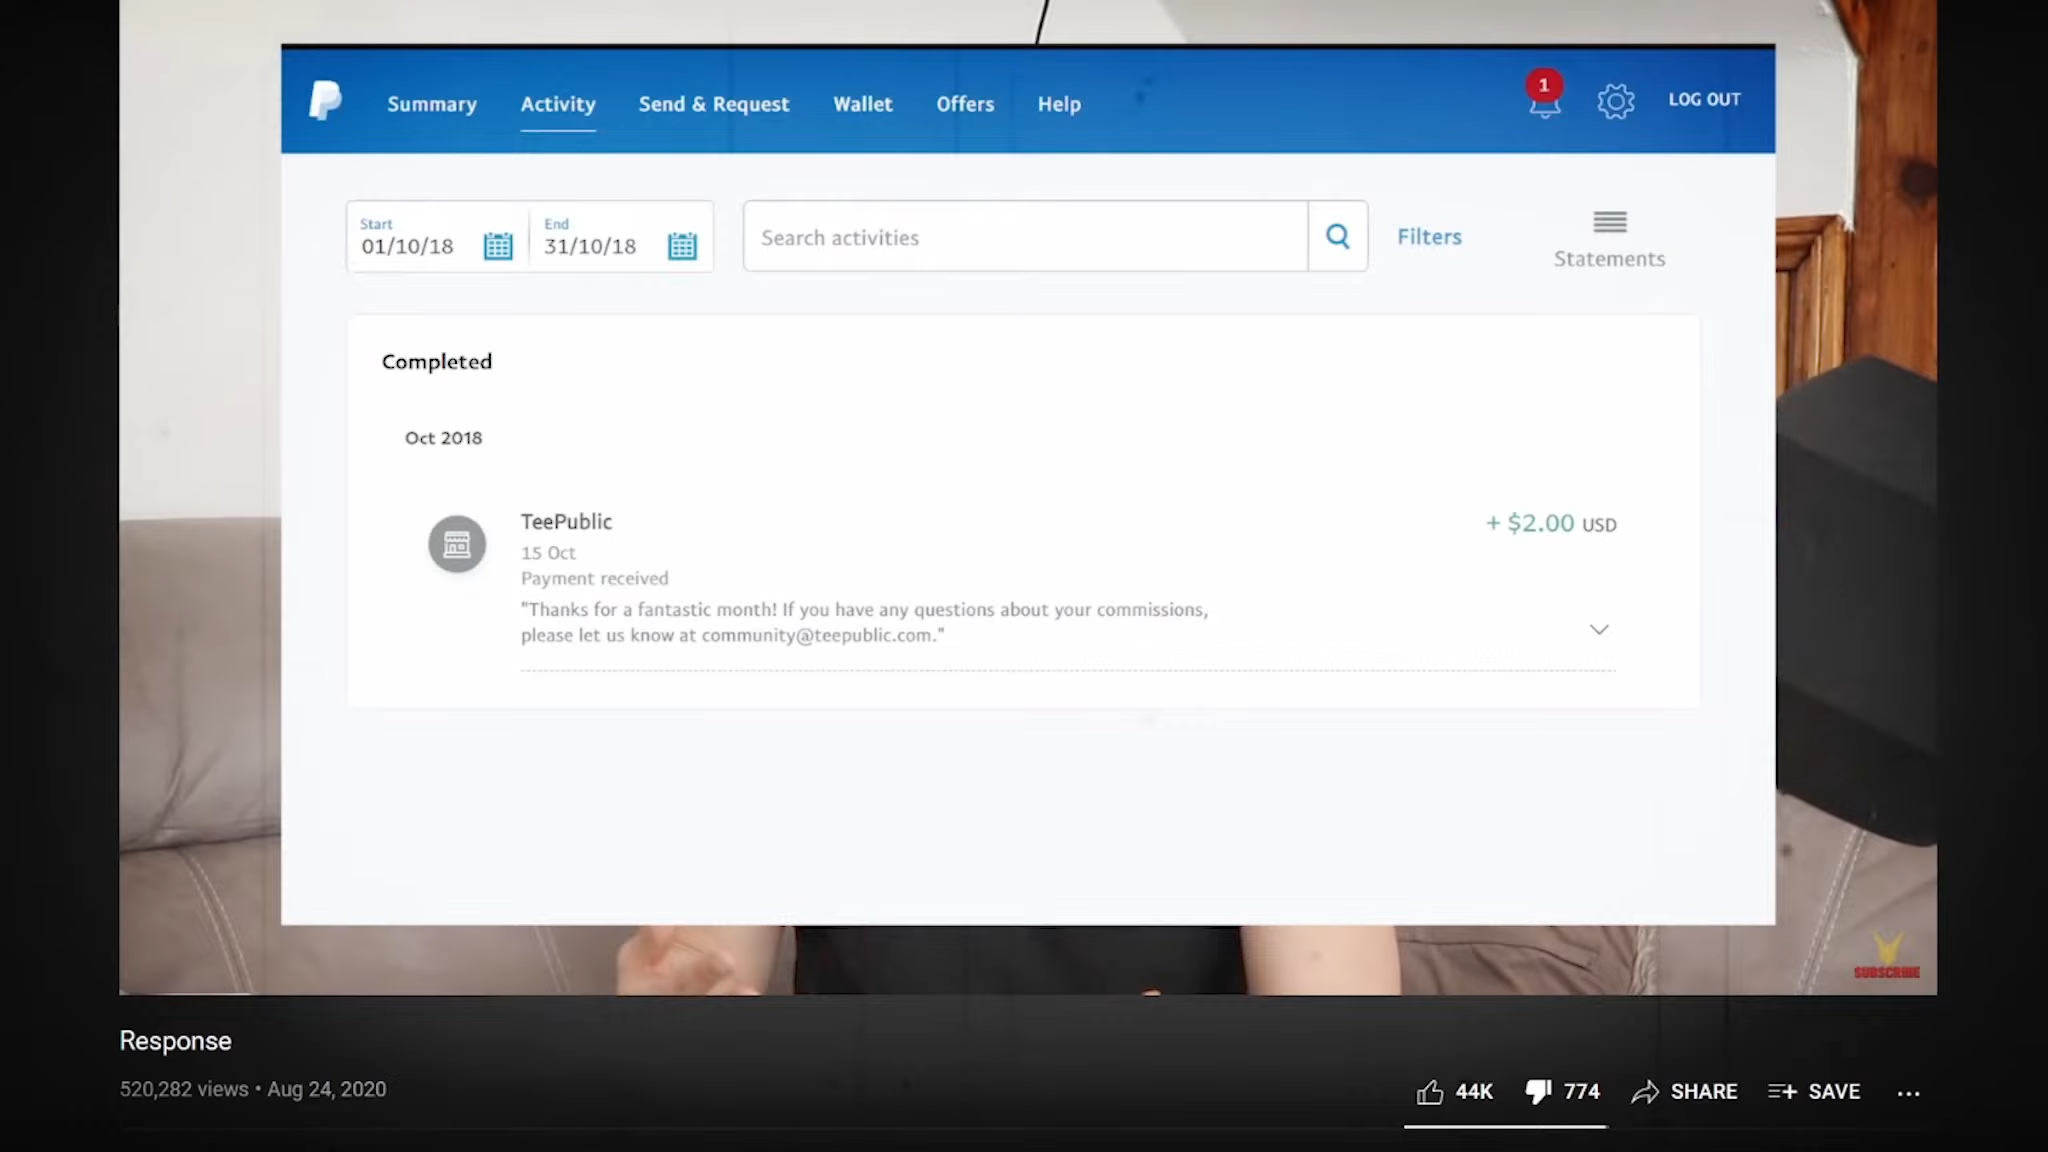 Summary Activity Send & Request Wallet Offers Help 1 LOG OUT
Start End
01/10/18 31/10/18 Search activities Filters Statements
Completed
Oct 2018
TeePublic + $2.00 USD
15 Oct
Payment received
"Thanks for a fantastic month! If you have any questions about your commissions,
please let us know at community@teepublic.com."
SUBSCRIBE
Response
520,282 views • Aug 24, 2020 44K 774 SHARE SAVE